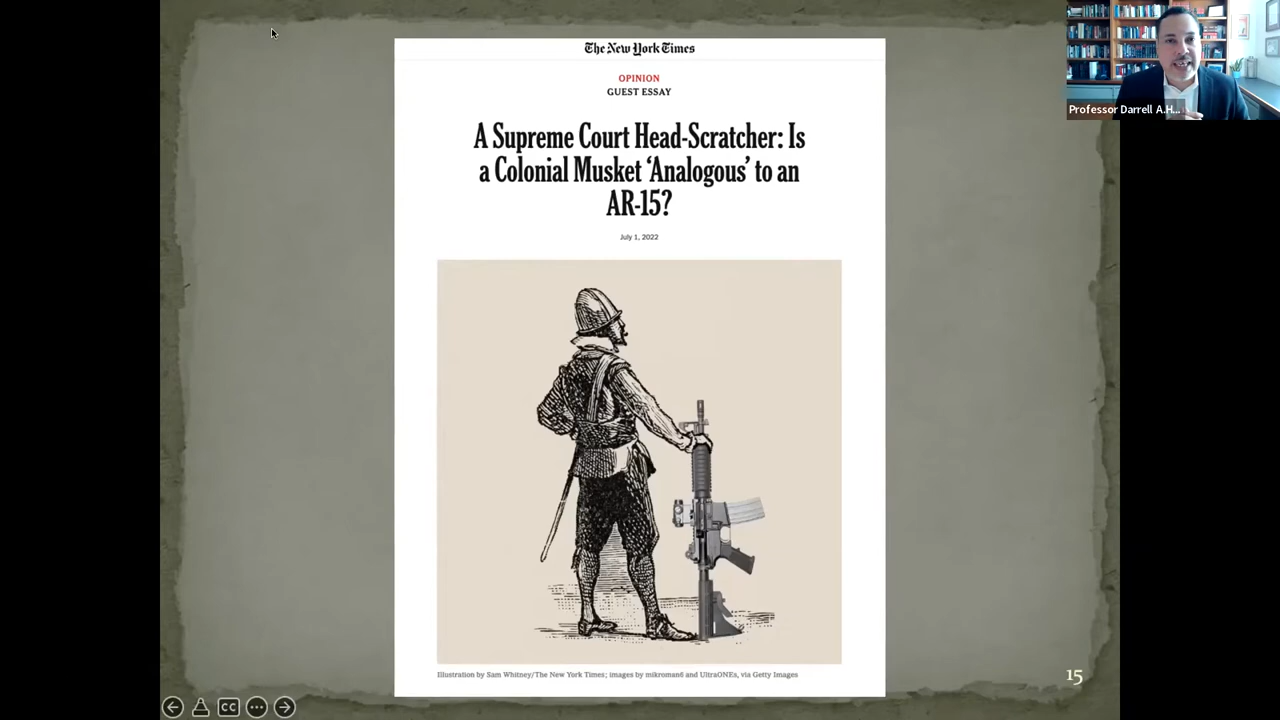 The New York Times
OPINION
GUEST ESSAY
A Supreme Court Head-Scratcher: Is
a Colonial Musket ‘Analogous’ to an
AR-15?
July 1, 2022
Illustration by Sam Whitney/The New York Times; images by mikroman6 and UltraONEs, via Getty Images
Professor Darrell A.H...
15
CC